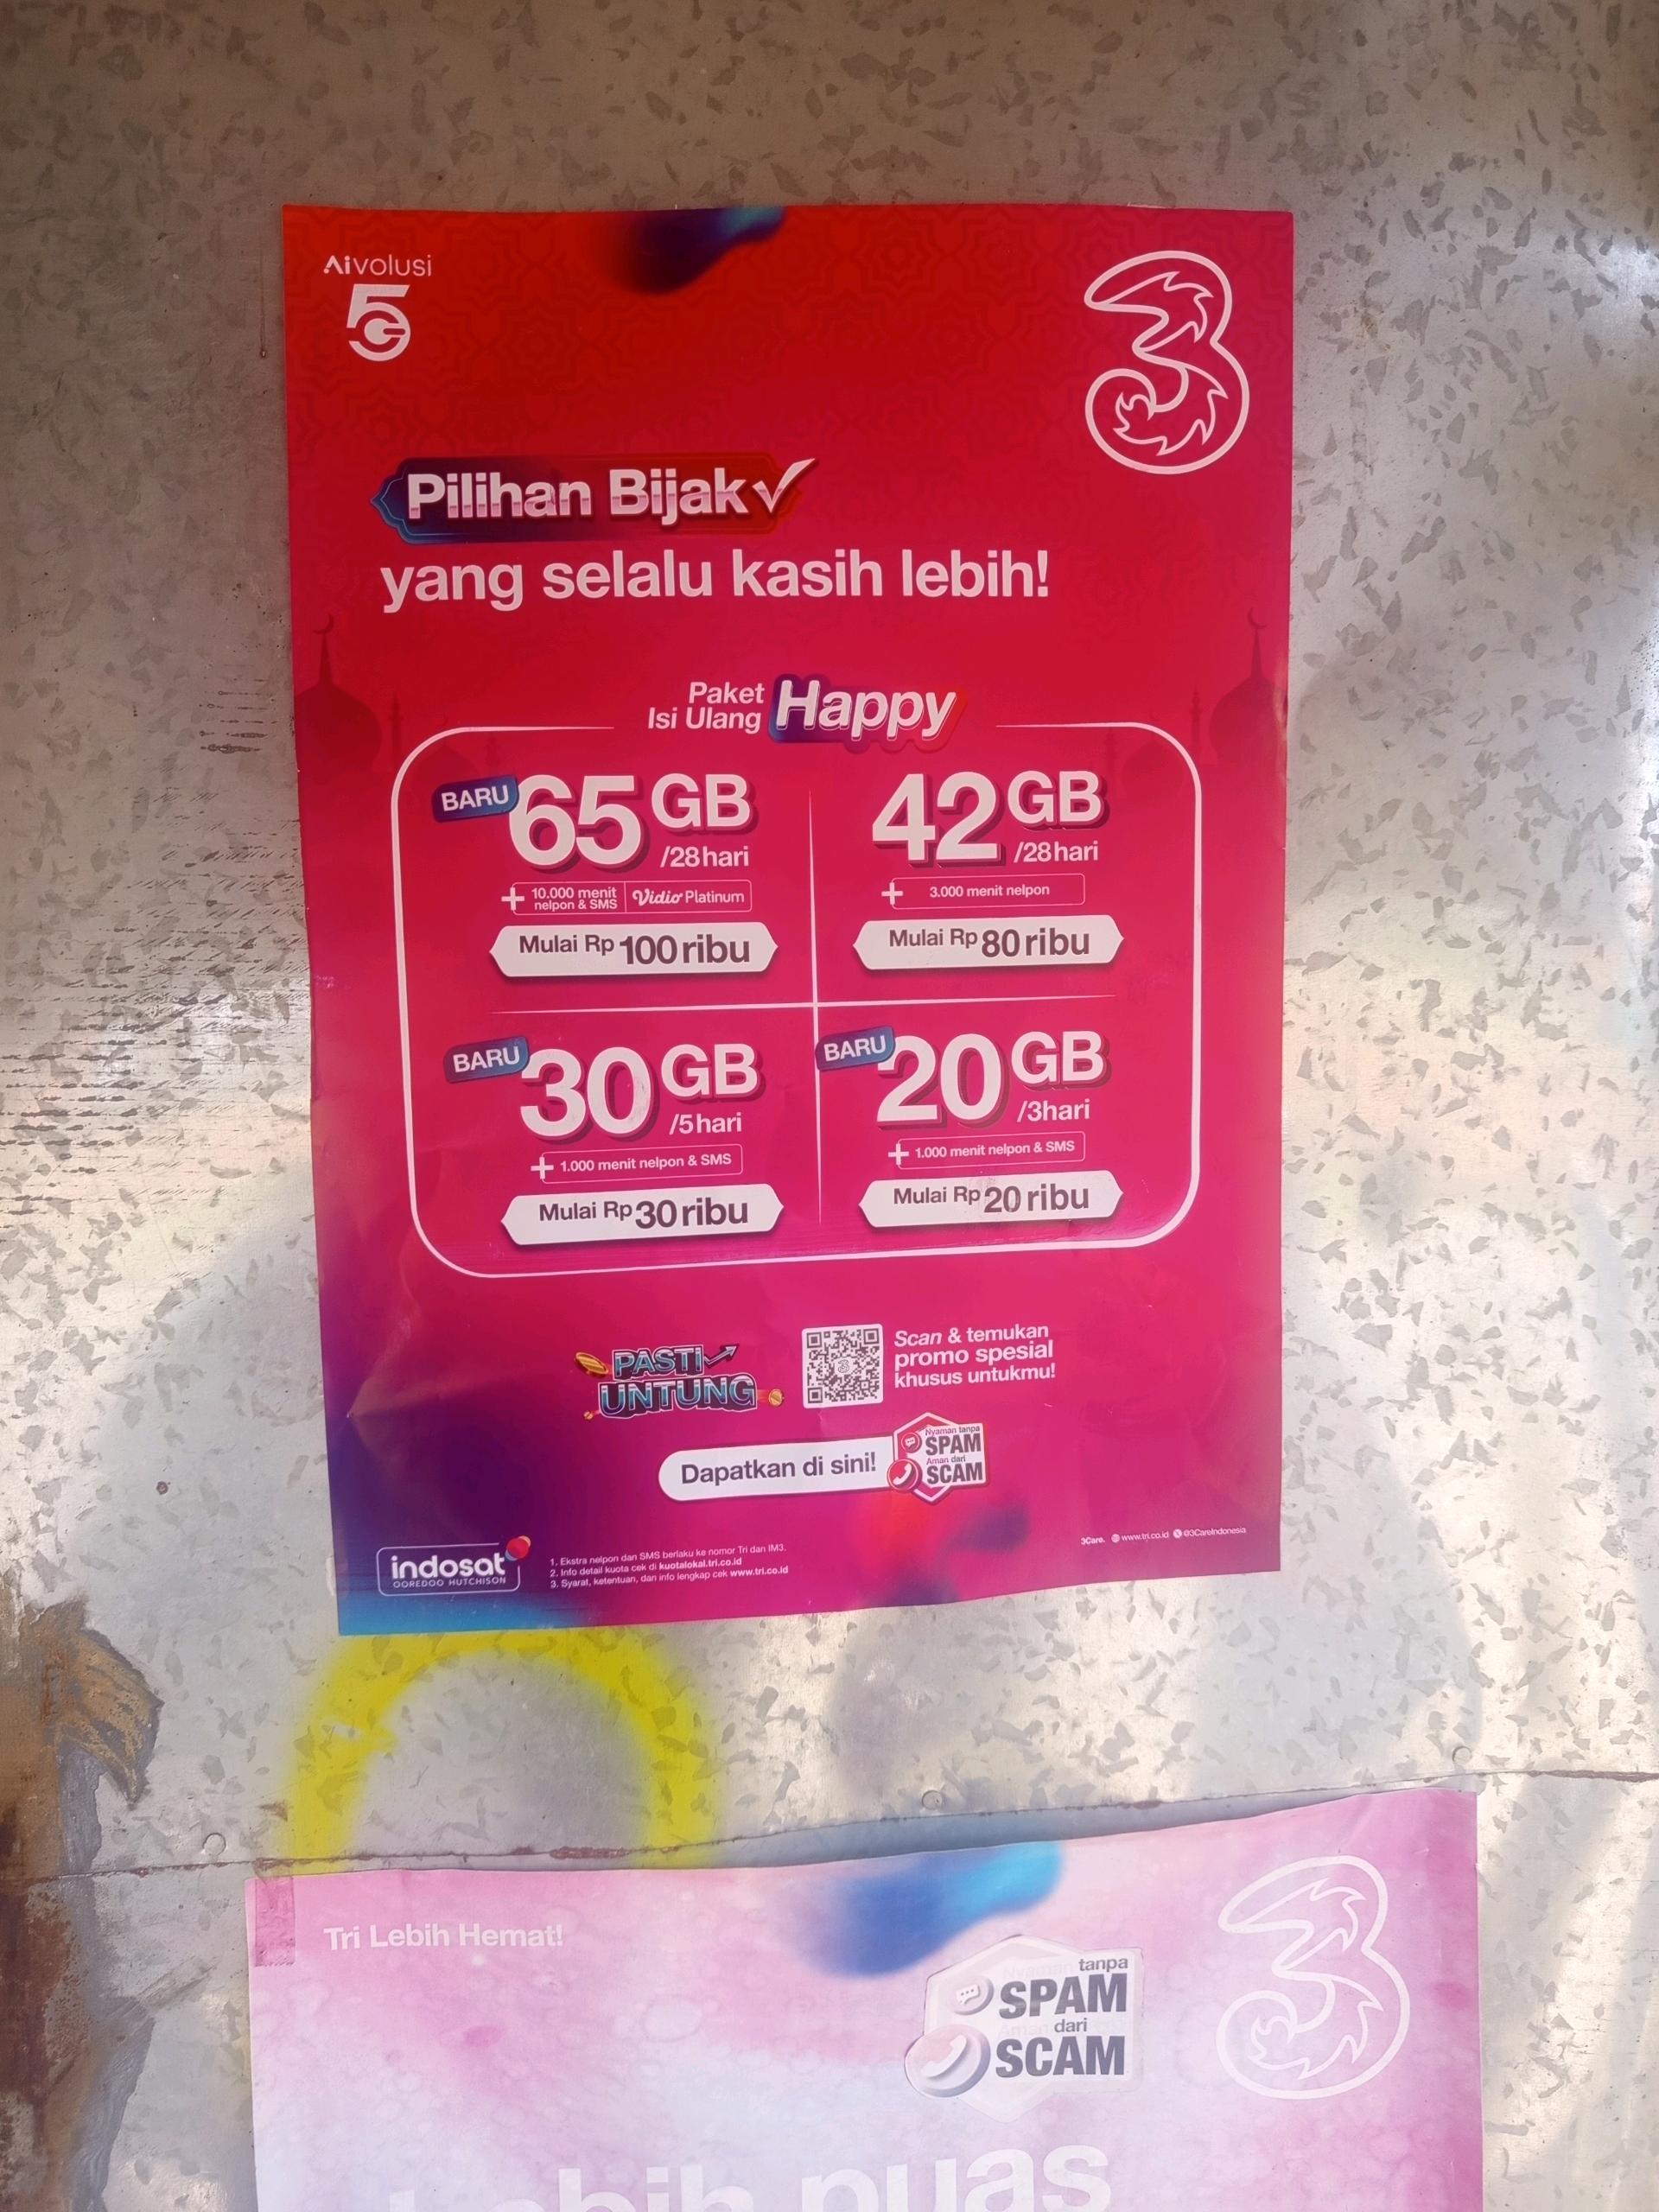 Aivolusi
5G
3
Pilihan Bijak
yang selalu kasih lebih!
Paket
Isi Ulang
Happy
BARU
65 GB
/28hari
+ 10.000 menit
nelpon & SMS
Vidio Platinum
Mulai Rp 100 ribu
42 GB
/28hari
+ 3.000 menit nelpon
Mulai Rp 80 ribu
BARU
30 GB
/5hari
+ 1.000 menit nelpon & SMS
Mulai Rp 30 ribu
BARU
20 GB
/3hari
+ 1.000 menit nelpon & SMS
Mulai Rp 20 ribu
PASTI
UNTUNG
Scan & temukan
promo spesial
khusus untukmu!
Dapatkan di sini!
Nyaman tanpa
SPAM
Aman dari
SCAM
indosat
OOREDOO HUTCHISON
1. Ekstra nelpon dan SMS berlaku ke nomor Tri dan IM3.
2. Info detail kuota cek di kuotalokal.tri.co.id
3. Syarat, ketentuan, dan info lengkap cek www.tri.co.id
3Care. www.tri.co.id @3CareIndonesia
Tri Lebih Hemat!
Nyaman tanpa
SPAM
Aman dari
SCAM
3
Lebih puas